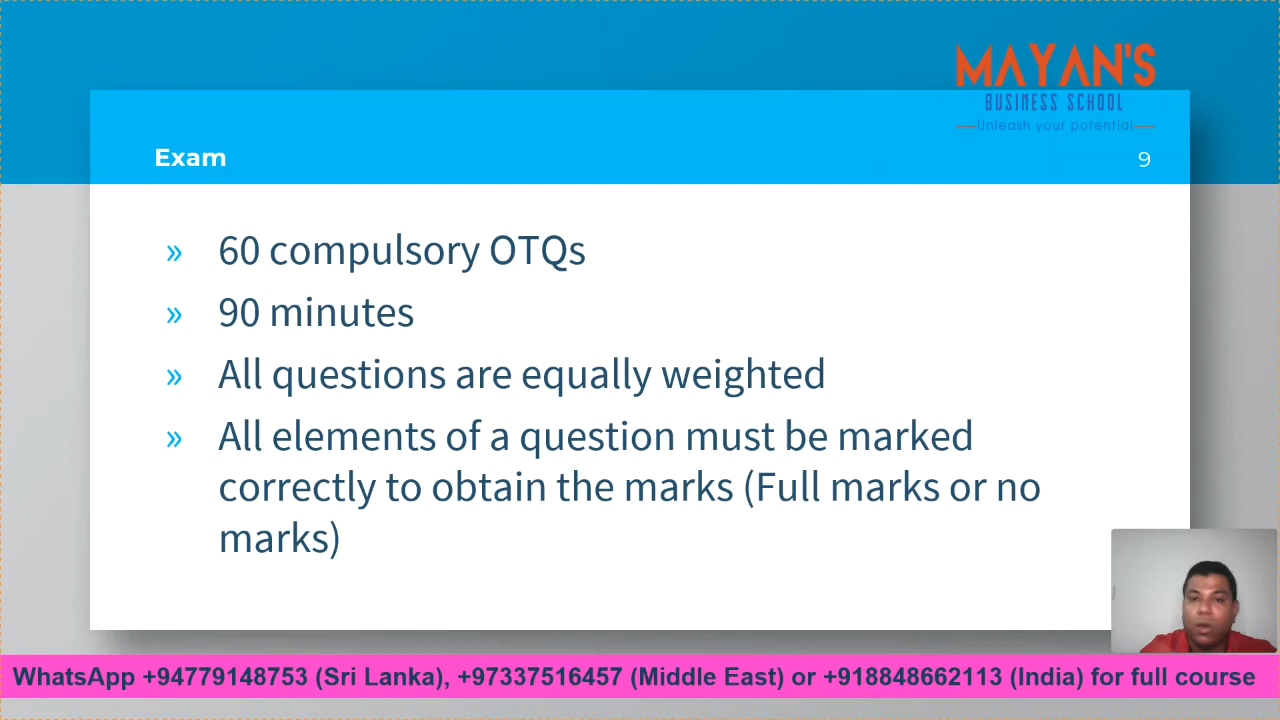 MAYAN'S
BUSINESS SCHOOL
Unleash your potential
Exam
9
» 60 compulsory OTQs
» 90 minutes
» All questions are equally weighted
» All elements of a question must be marked
correctly to obtain the marks (Full marks or no
marks)
WhatsApp +94779148753 (Sri Lanka), +97337516457 (Middle East) or +918848662113 (India) for full course